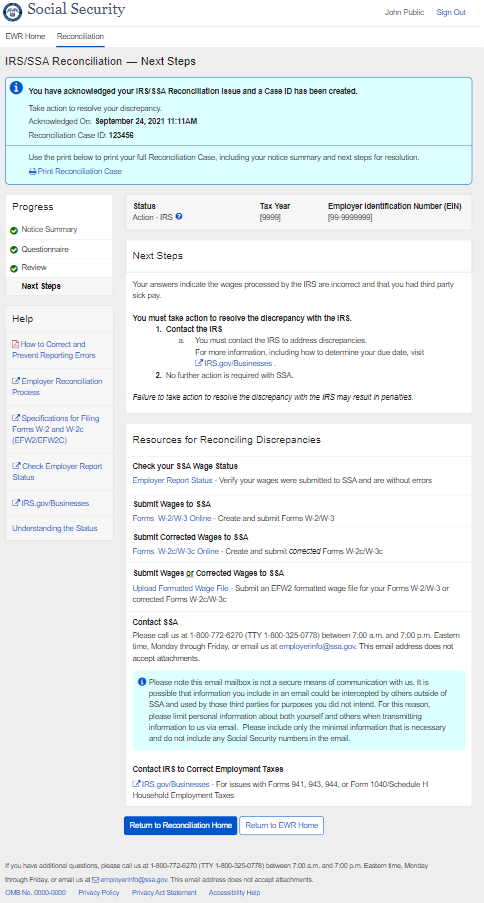 Social Security
John Public Sign Out
EWR Home Reconciliation
IRS/SSA Reconciliation — Next Steps
You have acknowledged your IRS/SSA Reconciliation Issue and a Case ID has been created.
Take action to resolve your discrepancy.
Acknowledged On: September 24, 2021 11:11AM
Reconciliation Case ID: 123456
Use the print below to print your full Reconciliation Case, including your notice summary and next steps for resolution.
Print Reconciliation Case
Progress
Notice Summary
Questionnaire
Review
Next Steps
Help
How to Correct and
Prevent Reporting Errors
Employer Reconciliation
Process
Specifications for Filing
Forms W-2 and W-2c
(EFW2/EFW2C)
Check Employer Report
Status
IRS.gov/Businesses
Understanding the Status
Status Tax Year Employer Identification Number (EIN)
Action - IRS [9999] [99-9999999]
Next Steps
Your answers indicate the wages processed by the IRS are incorrect and that you had third party
sick pay.
You must take action to resolve the discrepancy with the IRS.
1. Contact the IRS
a. You must contact the IRS to address discrepancies.
For more information, including how to determine your due date, visit
IRS.gov/Businesses .
2. No further action is required with SSA.
Failure to take action to resolve the discrepancy with the IRS may result in penalties.
Resources for Reconciling Discrepancies
Check your SSA Wage Status
Employer Report Status - Verify your wages were submitted to SSA and are without errors
Submit Wages to SSA
Forms W-2/W-3 Online - Create and submit Forms W-2/W-3
Submit Corrected Wages to SSA
Forms W-2c/W-3c Online - Create and submit corrected Forms W-2c/W-3c
Submit Wages or Corrected Wages to SSA
Upload Formatted Wage File - Submit an EFW2 formatted wage file for your Forms W-2/W-3 or
corrected Forms W-2c/W-3c
Contact SSA
Please call us at 1-800-772-6270 (TTY 1-800-325-0778) between 7:00 a.m. and 7:00 p.m. Eastern
time, Monday through Friday, or email us at employerinfo@ssa.gov. This email address does not
accept attachments.
Please note this email mailbox is not a secure means of communication with us. It is
possible that information you include in an email could be intercepted by others outside of
SSA and used by those third parties for purposes you did not intend. For this reason,
please limit personal information about both yourself and others when transmitting
information to us via email. Please include only the minimal information that is necessary
and do not include any Social Security numbers in the email.
Contact IRS to Correct Employment Taxes
IRS.gov/Businesses - For issues with Forms 941, 943, 944, or Form 1040/Schedule H
Household Employment Taxes
Return to Reconciliation Home Return to EWR Home
If you have additional questions, please call us at 1-800-772-6270 (TTY 1-800-325-0778) between 7:00 a.m. and 7:00 p.m. Eastern time, Monday
through Friday, or email us at employerinfo@ssa.gov. This email address does not accept attachments.
OMB No. 0000-0000 Privacy Policy Privacy Act Statement Accessibility Help